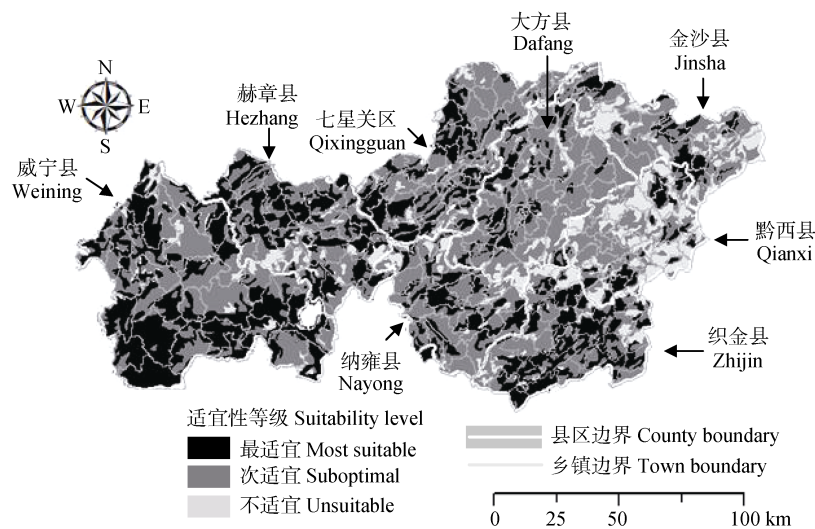 大方县
Dafang
金沙县
Jinsha
N
W
E
S
赫章县
Hezhang
七星关区
Qixingguan
威宁县
Weining
黔西县
Qianxi
织金县
Zhijin
纳雍县
Nayong
适宜性等级 Suitability level
最适宜 Most suitable
次适宜 Suboptimal
不适宜 Unsuitable
县区边界 County boundary
乡镇边界 Town boundary
0 25 50 100 km